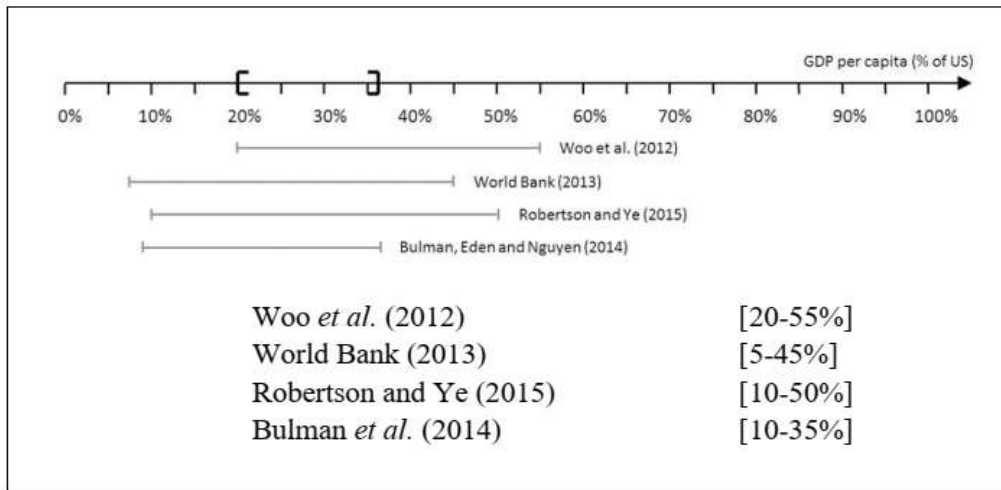 GDP per capita (% of US)
0% 10% 20% 30% 40% 50% 60% 70% 80% 90% 100%
Woo et al. (2012)
World Bank (2013)
Robertson and Ye (2015)
Bulman, Eden and Nguyen (2014)
Woo et al. (2012) [20-55%]
World Bank (2013) [5-45%]
Robertson and Ye (2015) [10-50%]
Bulman et al. (2014) [10-35%]